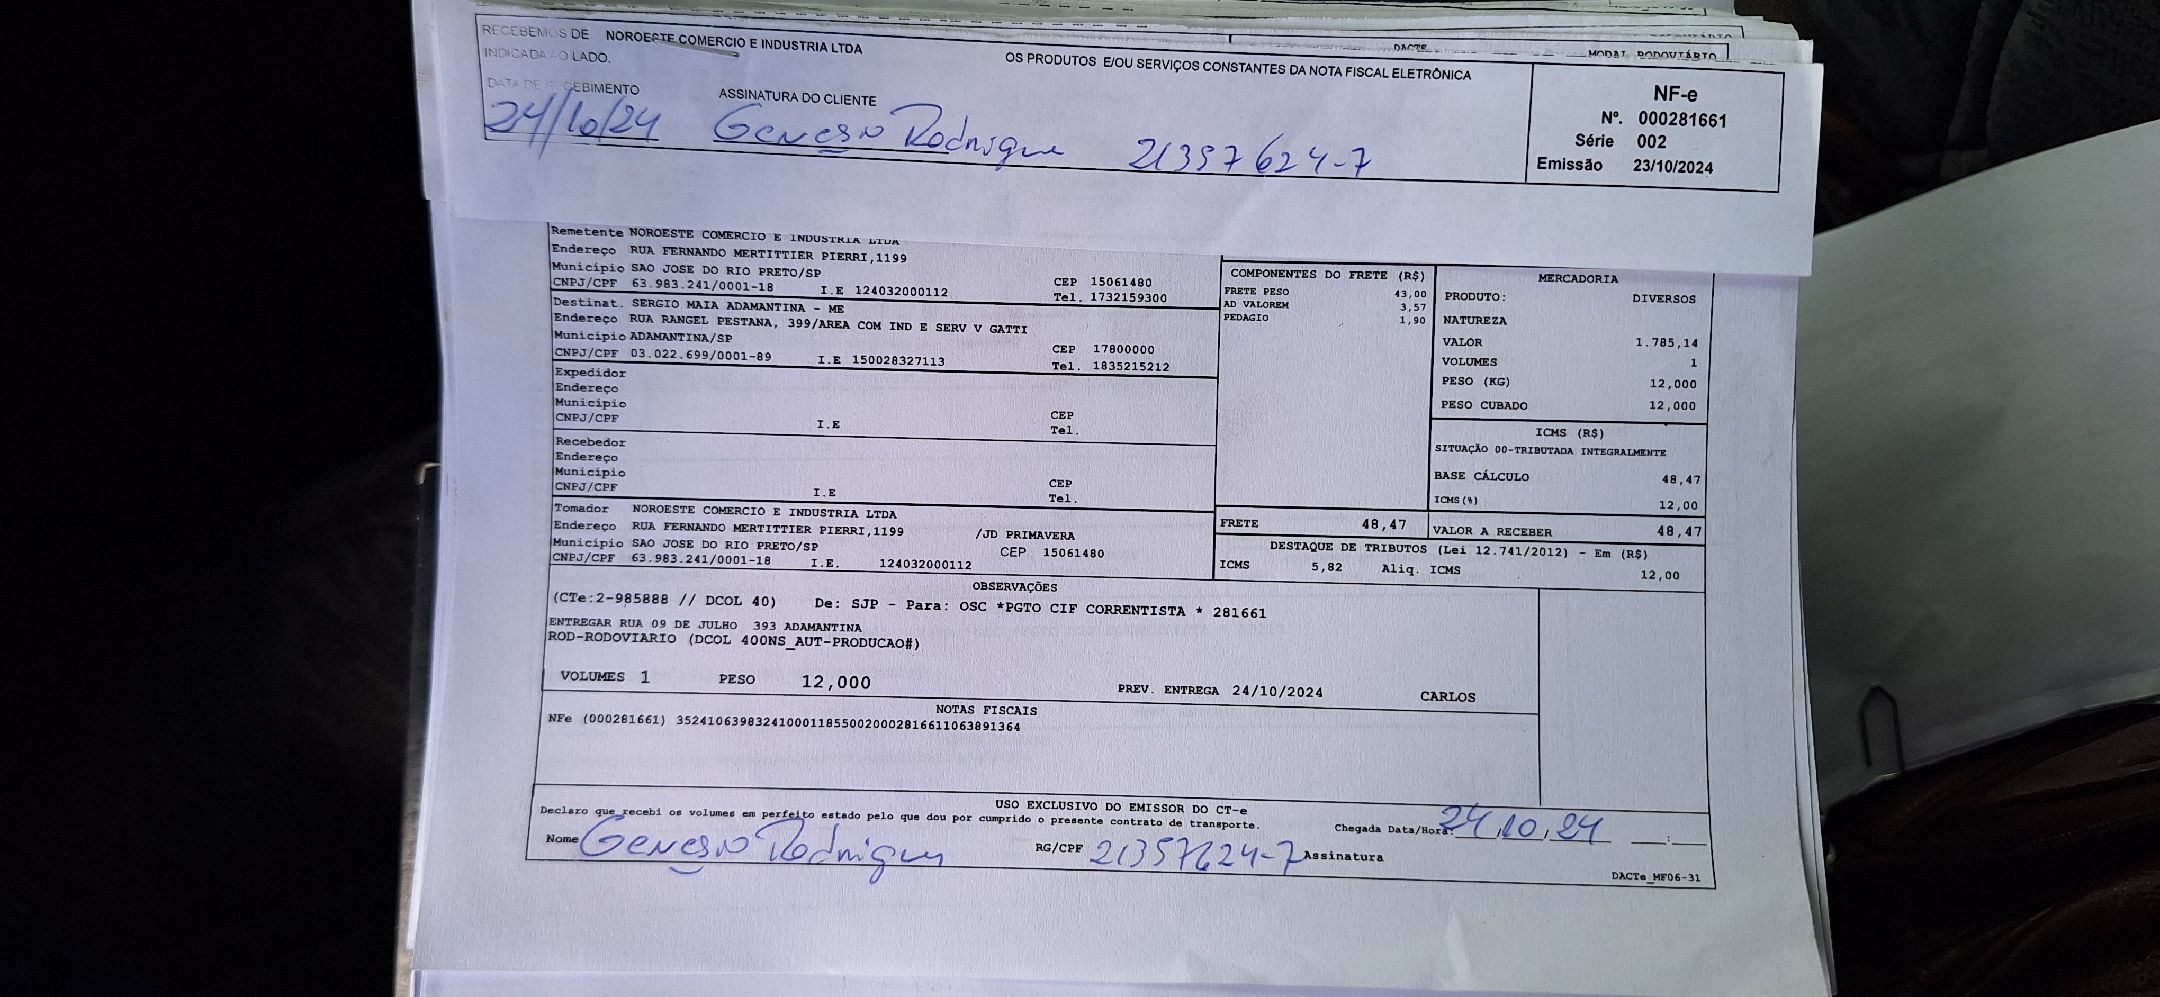 DACTE
MODAL RODOVIÁRIO
RECEBEMOS DE NOROESTE COMERCIO E INDUSTRIA LTDA OS PRODUTOS E/OU SERVIÇOS CONSTANTES DA NOTA FISCAL ELETRÔNICA
INDICADA AO LADO.
DATA DE RECEBIMENTO ASSINATURA DO CLIENTE
24/10/24 Genesio Rodrigues 21357624-7
NF-e
Nº. 000281661
Série 002
Emissão 23/10/2024
Remetente NOROESTE COMERCIO E INDUSTRIA LTDA
Endereço RUA FERNANDO MERTITTIER PIERRI,1199
Município SAO JOSE DO RIO PRETO/SP CEP 15061480
CNPJ/CPF 63.983.241/0001-18 I.E 124032000112 Tel. 1732159300
Destinat. SERGIO MAIA ADAMANTINA - ME
Endereço RUA RANGEL PESTANA, 399/AREA COM IND E SERV V GATTI
Município ADAMANTINA/SP CEP 17800000
CNPJ/CPF 03.022.699/0001-89 I.E 150028327113 Tel. 1835215212
Expedidor
Endereço
Município CEP
CNPJ/CPF I.E Tel.
Recebedor
Endereço
Município CEP
CNPJ/CPF I.E Tel.
Tomador NOROESTE COMERCIO E INDUSTRIA LTDA
Endereço RUA FERNANDO MERTITTIER PIERRI,1199 /JD PRIMAVERA
Município SAO JOSE DO RIO PRETO/SP CEP 15061480
CNPJ/CPF 63.983.241/0001-18 I.E. 124032000112
COMPONENTES DO FRETE (R$)
FRETE PESO 43,00
AD VALOREM 3,57
PEDAGIO 1,90
FRETE 48,47
MERCADORIA
PRODUTO: DIVERSOS
NATUREZA
VALOR 1.785,14
VOLUMES 1
PESO (KG) 12,000
PESO CUBADO 12,000
ICMS (R$)
SITUAÇÃO 00-TRIBUTADA INTEGRALMENTE
BASE CÁLCULO 48,47
ICMS(%) 12,00
VALOR A RECEBER 48,47
DESTAQUE DE TRIBUTOS (Lei 12.741/2012) - Em (R$)
ICMS 5,82 Aliq. ICMS 12,00
OBSERVAÇÕES
(CTe:2-985888 // DCOL 40) De: SJP - Para: OSC *PGTO CIF CORRENTISTA * 281661
ENTREGAR RUA 09 DE JULHO 393 ADAMANTINA
ROD-RODOVIARIO (DCOL 400NS_AUT-PRODUCAO#)
VOLUMES 1 PESO 12,000 PREV. ENTREGA 24/10/2024 CARLOS
NOTAS FISCAIS
NFe (000281661) 35241063983241000118550020002816611063891364
USO EXCLUSIVO DO EMISSOR DO CT-e
Declaro que recebi os volumes em perfeito estado pelo que dou por cumprido o presente contrato de transporte. Chegada Data/Hora: 24,10,24 __:__
Nome Genesio Rodrigues RG/CPF 21357624-7 Assinatura
DACTe_MF06-31